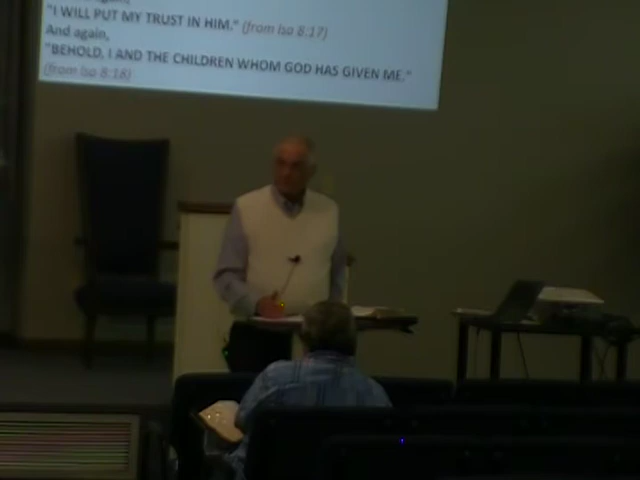 "I WILL PUT MY TRUST IN HIM." (from Isa 8:17)
And again,
"BEHOLD, I AND THE CHILDREN WHOM GOD HAS GIVEN ME."
(from Isa 8:18)